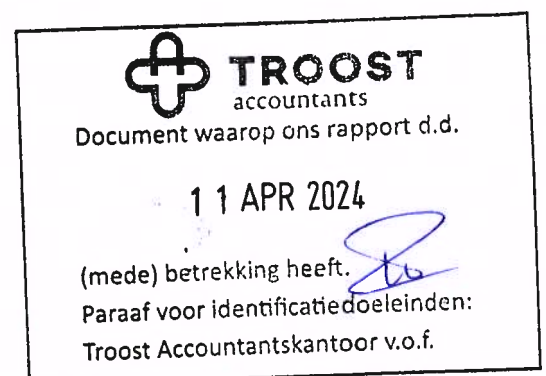 TROOST
accountants
Document waarop ons rapport d.d.
11 APR 2024
(mede) betrekking heeft.
Paraaf voor identificatiedoeleinden:
Troost Accountantskantoor v.o.f.